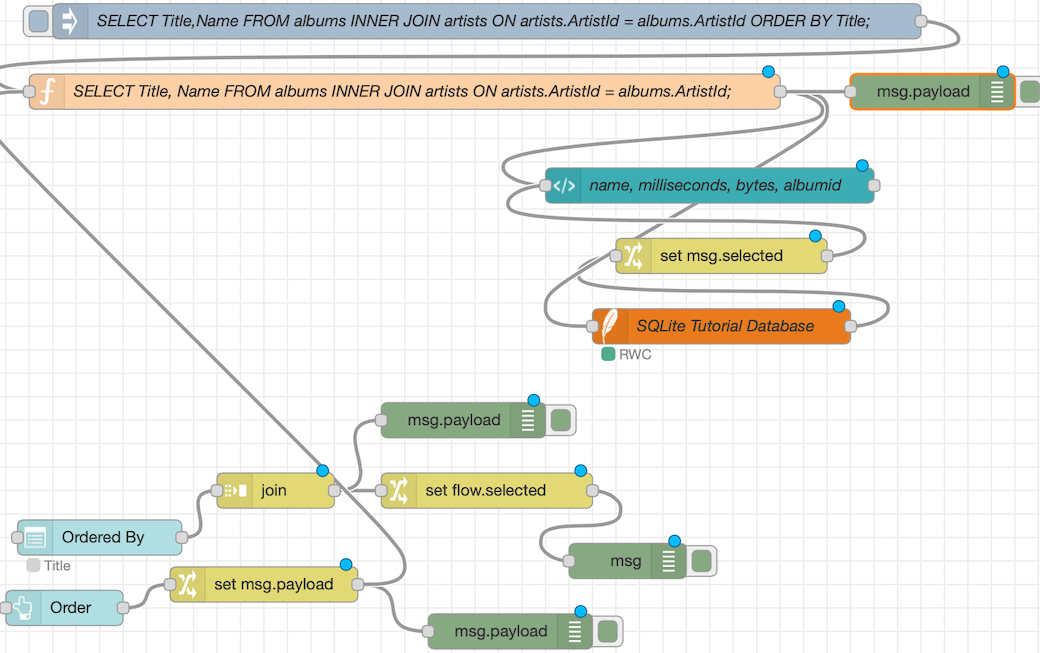 SELECT Title,Name FROM albums INNER JOIN artists ON artists.ArtistId = albums.ArtistId ORDER BY Title;
SELECT Title, Name FROM albums INNER JOIN artists ON artists.ArtistId = albums.ArtistId;
msg.payload
name, milliseconds, bytes, albumid
set msg.selected
SQLite Tutorial Database
RWC
msg.payload
join
set flow.selected
Ordered By
Title
msg
set msg.payload
Order
msg.payload